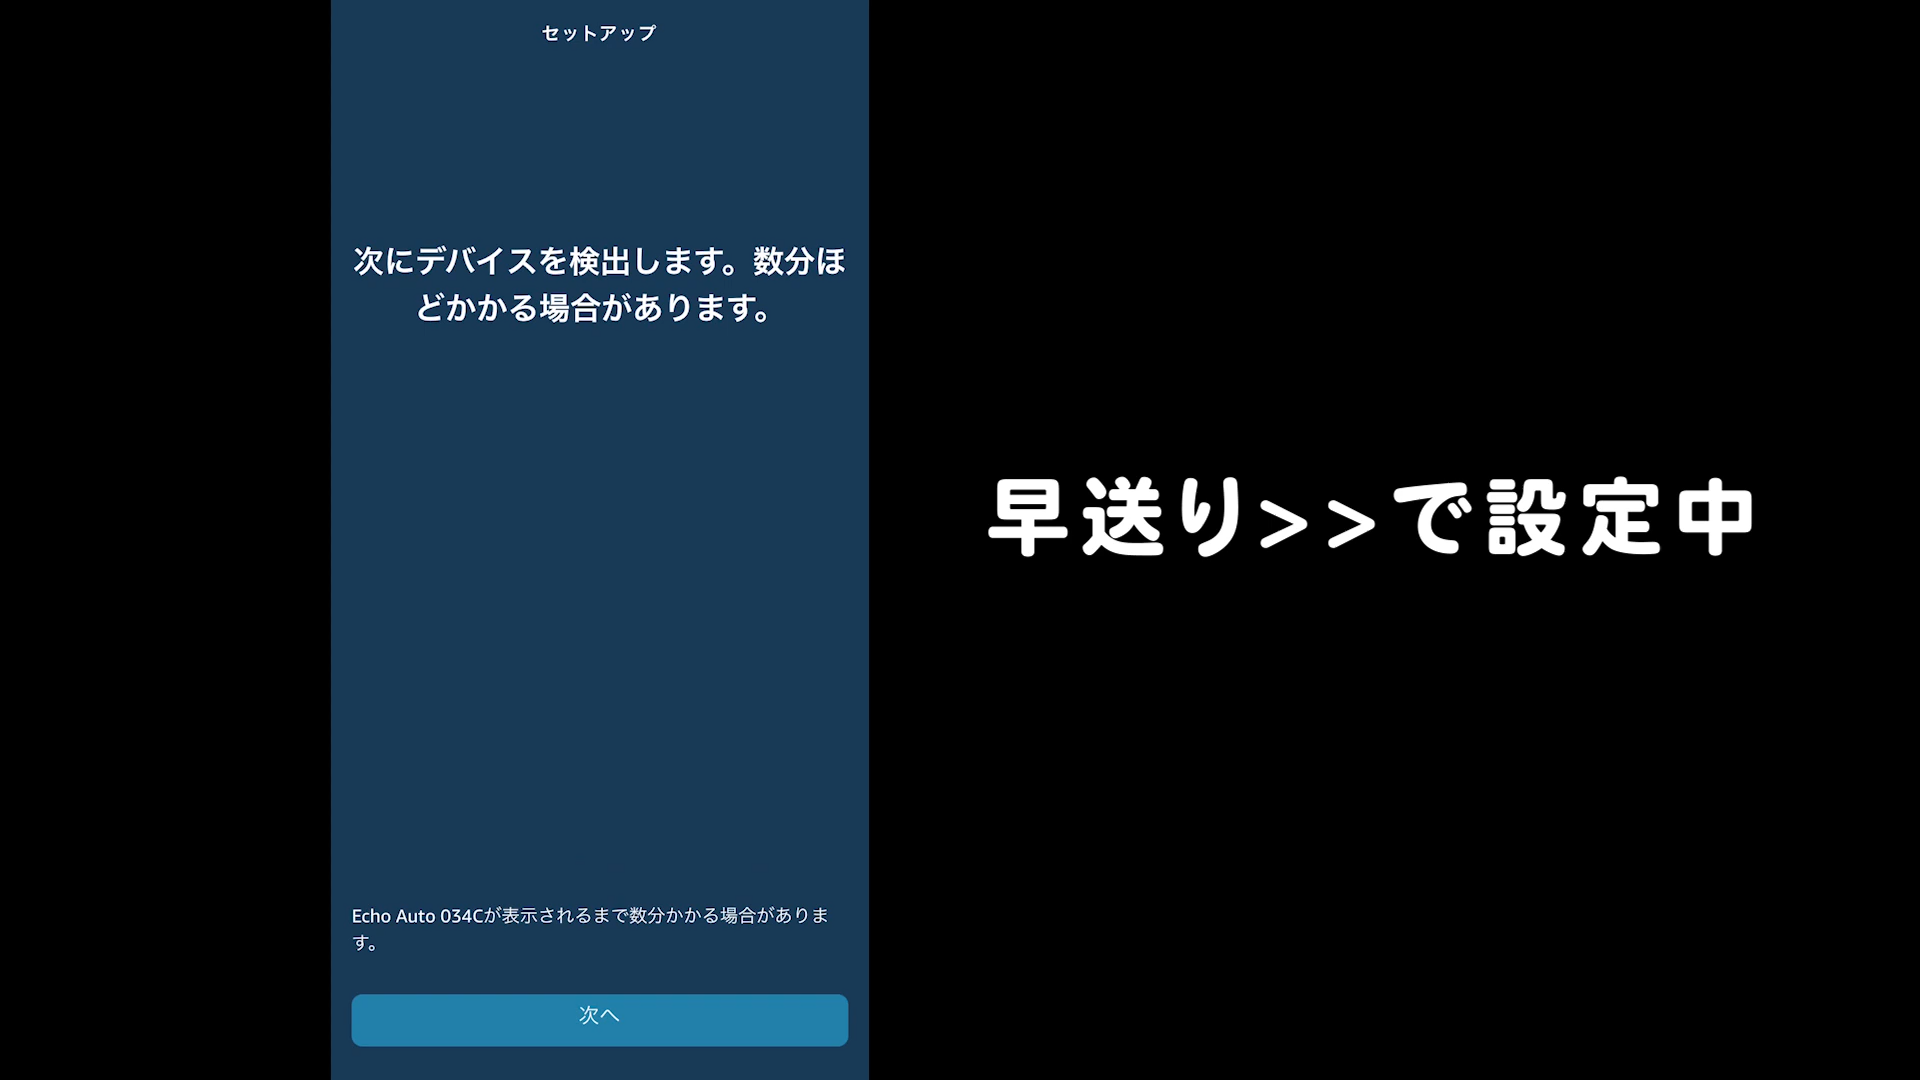 セットアップ
次にデバイスを検出します。数分ほ
どかかる場合があります。
早送り>>で設定中
Echo Auto 034Cが表示されるまで数分かかる場合がありま
す。
次へ